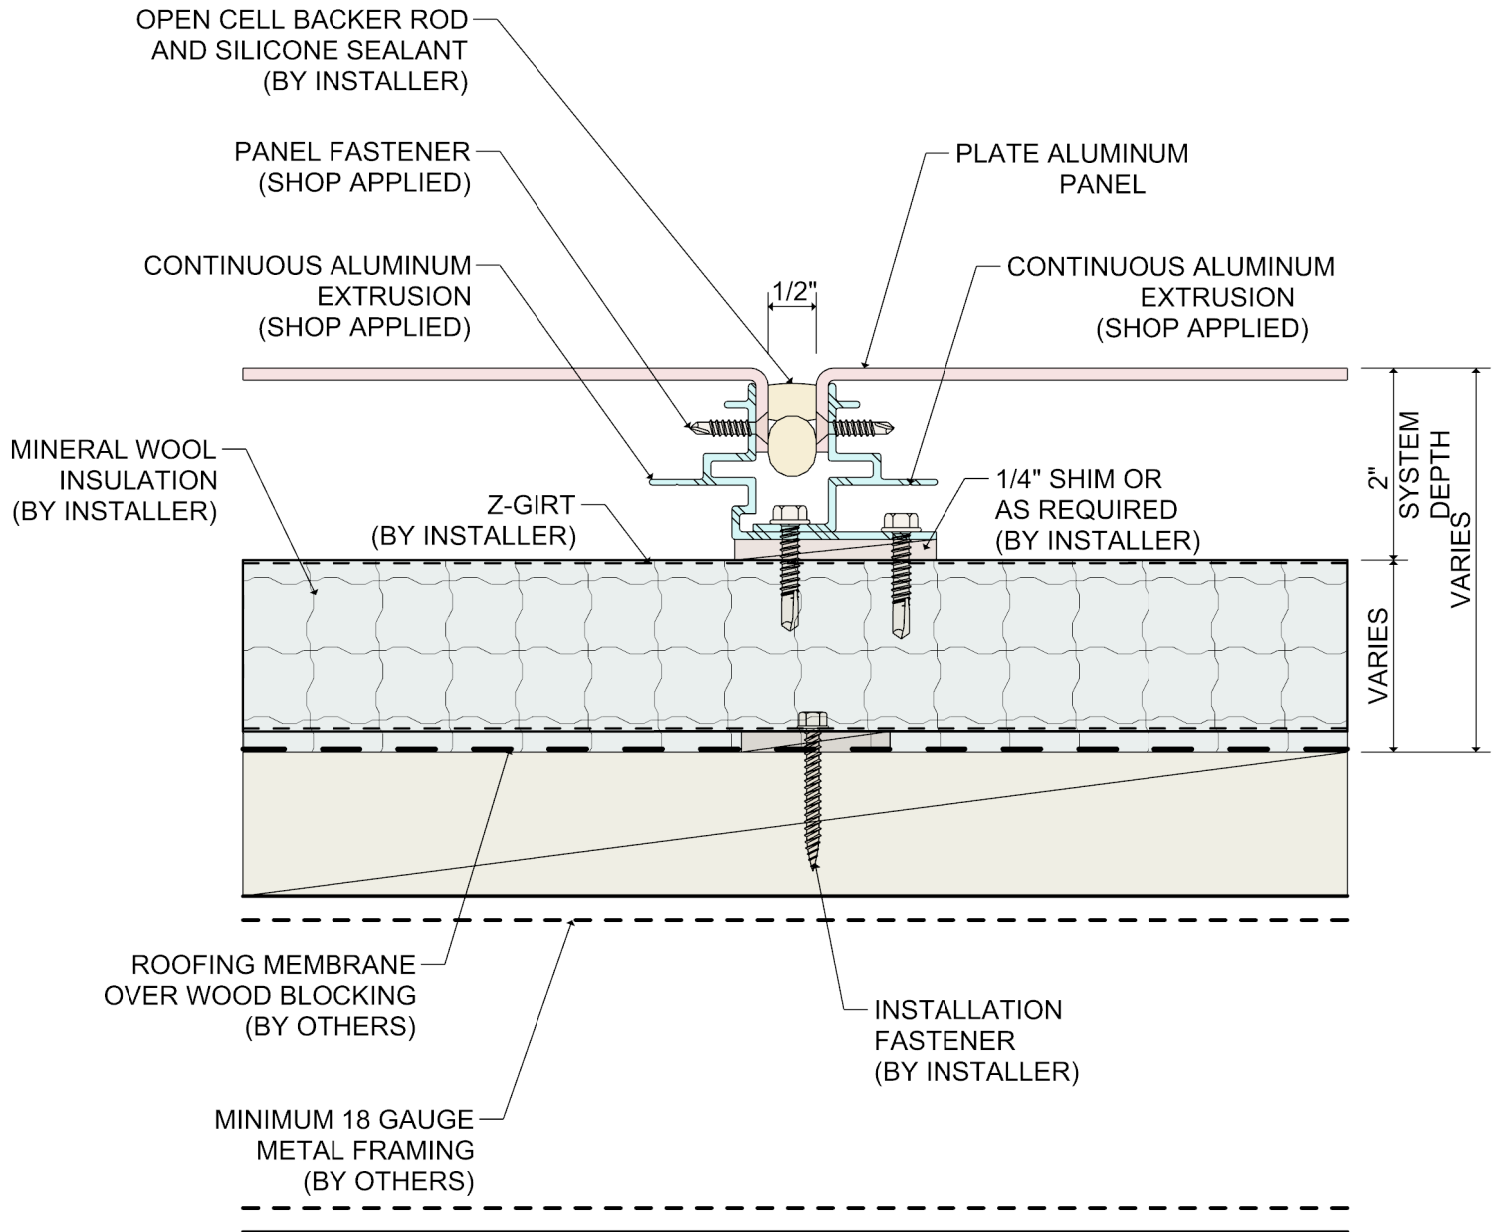 OPEN CELL BACKER ROD
AND SILICONE SEALANT
(BY INSTALLER)
PANEL FASTENER
(SHOP APPLIED)
PLATE ALUMINUM
PANEL
CONTINUOUS ALUMINUM
EXTRUSION
(SHOP APPLIED)
1/2"
CONTINUOUS ALUMINUM
EXTRUSION
(SHOP APPLIED)
MINERAL WOOL
INSULATION
(BY INSTALLER)
Z-GIRT
(BY INSTALLER)
1/4" SHIM OR
AS REQUIRED
(BY INSTALLER)
2"
SYSTEM
DEPTH
VARIES
VARIES
ROOFING MEMBRANE
OVER WOOD BLOCKING
(BY OTHERS)
INSTALLATION
FASTENER
(BY INSTALLER)
MINIMUM 18 GAUGE
METAL FRAMING
(BY OTHERS)